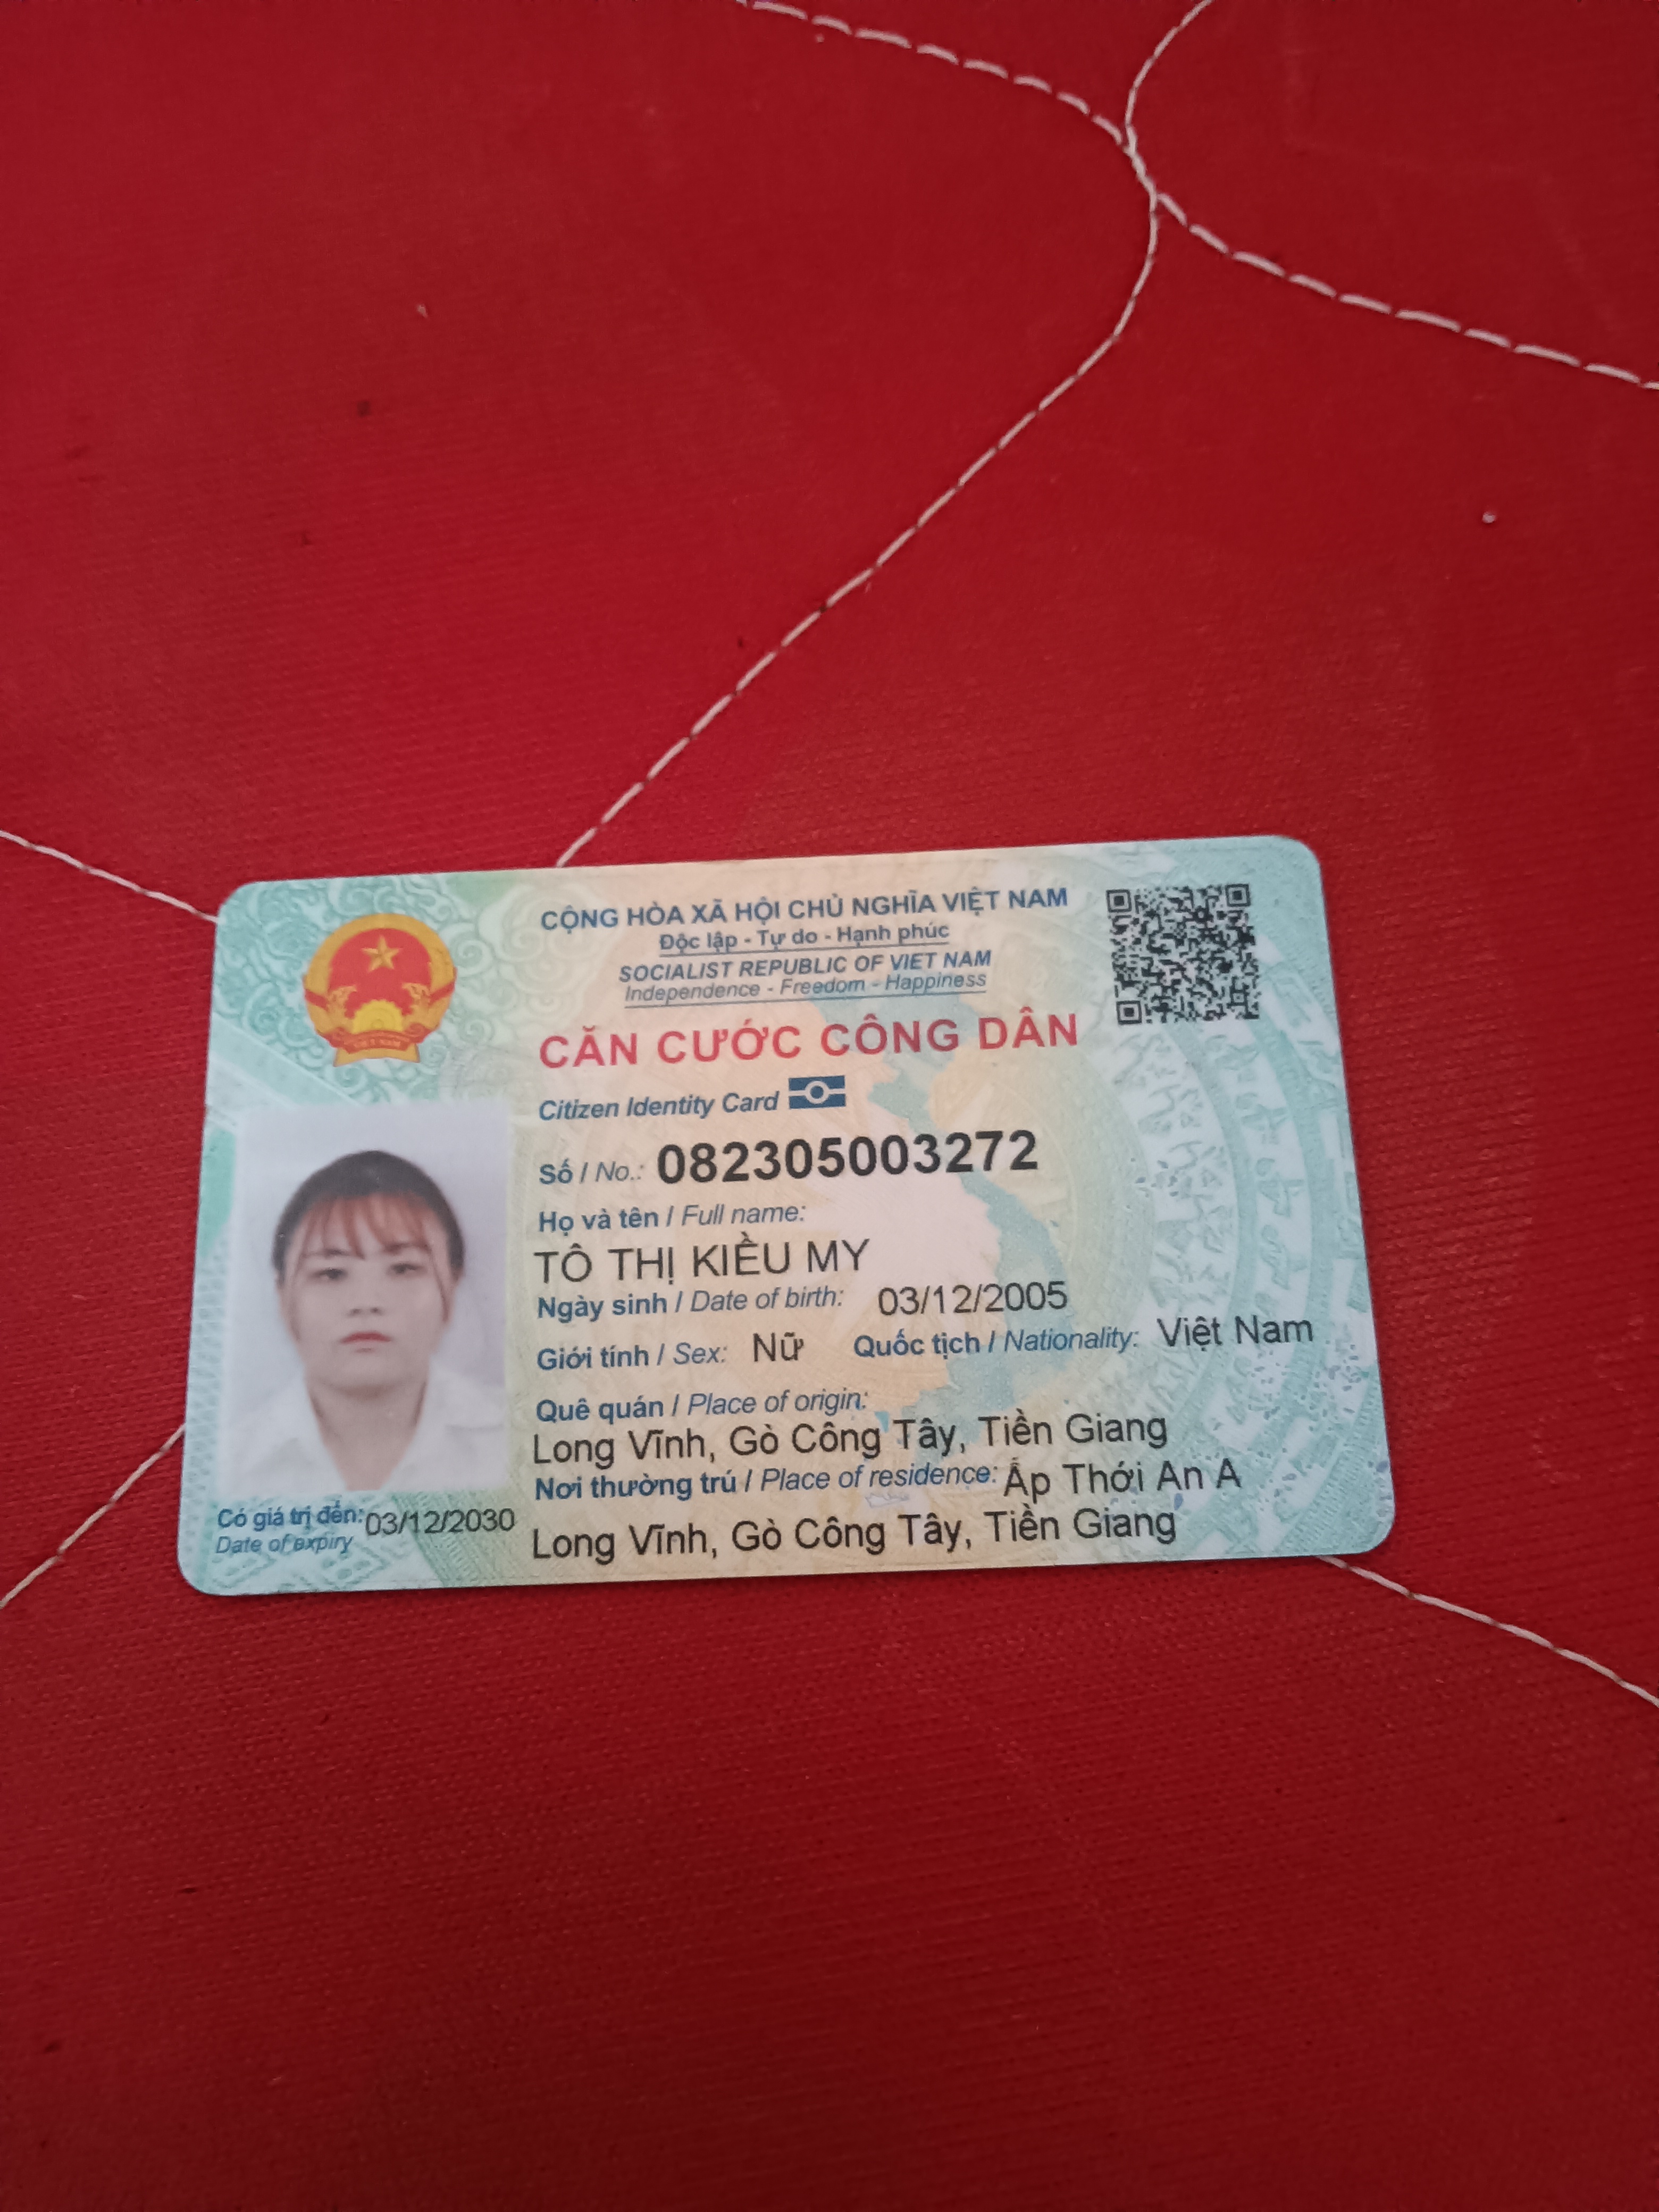 CỘNG HÒA XÃ HỘI CHỦ NGHĨA VIỆT NAM
Độc lập - Tự do - Hạnh phúc
SOCIALIST REPUBLIC OF VIET NAM
Independence - Freedom - Happiness
CĂN CƯỚC CÔNG DÂN
Citizen Identity Card
Số / No.: 082305003272
Họ và tên / Full name:
TÔ THỊ KIỀU MY
Ngày sinh / Date of birth: 03/12/2005
Giới tính / Sex: Nữ Quốc tịch / Nationality: Việt Nam
Quê quán / Place of origin:
Long Vĩnh, Gò Công Tây, Tiền Giang
Nơi thường trú / Place of residence: Ấp Thới An A
Long Vĩnh, Gò Công Tây, Tiền Giang
Có giá trị đến: 03/12/2030
Date of expiry
VIỆT NAM